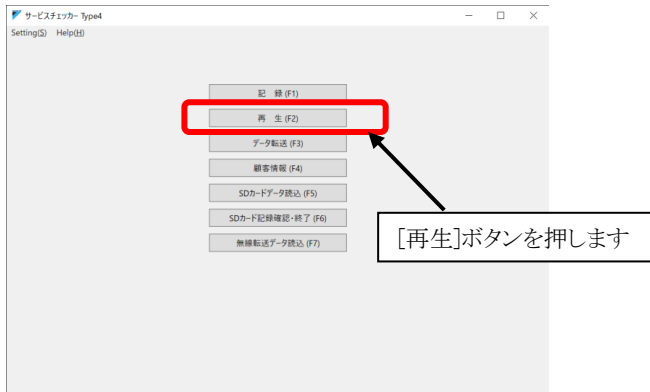 サービスチェッカー Type4
Setting(S) Help(H)
記 録 (F1)
再 生 (F2)
データ転送 (F3)
顧客情報 (F4)
SDカードデータ読込 (F5)
SDカード記録確認・終了 (F6)
無線転送データ読込 (F7)
[再生]ボタンを押します